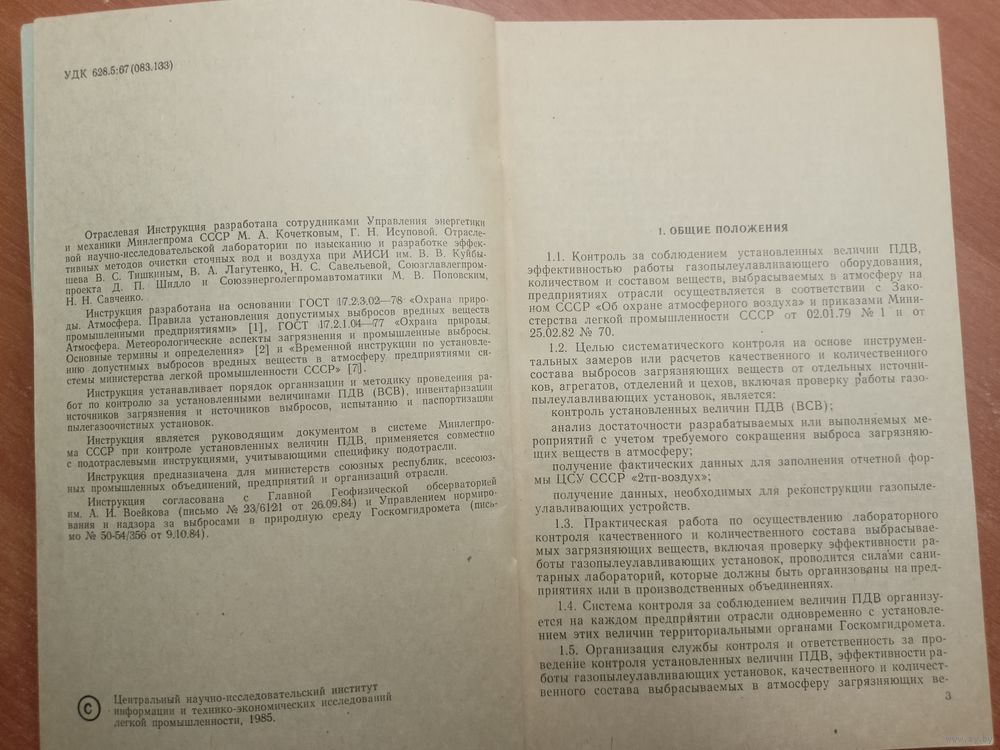 УДК 628.5:67(083.133)
Отраслевая Инструкция разработана сотрудниками Управления энергетики
и механики Минлегпрома СССР М. А. Кочетковым, Г. Н. Исуповой. Отрасле-
вой научно-исследовательской лаборатории по изысканию и разработке эффек-
тивных методов очистки сточных вод и воздуха при МИСИ им. В. В. Куйбы-
шева В. С. Тишкиным, В. А. Лагутенко, Н. С. Савельевой, Союзглавлегпром-
проекта Д. П. Шидло и Союзэнерголегпромавтоматики М. В. Поповским,
Н. Н. Савченко.
Инструкция разработана на основании ГОСТ 17.2.3.02—78 «Охрана приро-
ды. Атмосфера. Правила установления допустимых выбросов вредных веществ
промышленными предприятиями» [1], ГОСТ 17.2.1.04—77 «Охрана природы.
Атмосфера. Метеорологические аспекты загрязнения и промышленные выбросы.
Основные термины и определения» [2] и «Временной инструкции по установле-
нию допустимых выбросов вредных веществ в атмосферу предприятиями си-
стемы министерства легкой промышленности СССР» [7].
Инструкция устанавливает порядок организации и методику проведения ра-
бот по контролю за установленными величинами ПДВ (ВСВ), инвентаризации
источников загрязнения и источников выбросов, испытанию и паспортизации
пылегазоочистных установок.
Инструкция является руководящим документом в системе Минлегпро-
ма СССР при контроле установленных величин ПДВ, применяется совместно
с подотраслевыми инструкциями, учитывающими специфику подотрасли.
Инструкция предназначена для министерств союзных республик, всесоюз-
ных промышленных объединений, предприятий и организаций отрасли.
Инструкция согласована с Главной Геофизической обсерваторией
им. А. И. Воейкова (письмо № 23/6121 от 26.09.84) и Управлением нормиро-
вания и надзора за выбросами в природную среду Госкомгидромета (пись-
мо № 50-54/356 от 9.10.84).
© Центральный научно-исследовательский институт
информации и технико-экономических исследований
легкой промышленности, 1985.
1. ОБЩИЕ ПОЛОЖЕНИЯ
1.1. Контроль за соблюдением установленных величин ПДВ,
эффективностью работы газопылеулавливающего оборудования,
количеством и составом веществ, выбрасываемых в атмосферу на
предприятиях отрасли осуществляется в соответствии с Зако-
ном СССР «Об охране атмосферного воздуха» и приказами Мини-
стерства легкой промышленности СССР от 02.01.79 № 1 и от
25.02.82 № 70.
1.2. Целью систематического контроля на основе инструмен-
тальных замеров или расчетов качественного и количественного
состава выбросов загрязняющих веществ от отдельных источни-
ков, агрегатов, отделений и цехов, включая проверку работы газо-
пылеулавливающих установок, является:
контроль установленных величин ПДВ (ВСВ);
анализ достаточности разрабатываемых или выполняемых ме-
роприятий с учетом требуемого сокращения выброса загрязняю-
щих веществ в атмосферу;
получение фактических данных для заполнения отчетной фор-
мы ЦСУ СССР «2тп-воздух»;
получение данных, необходимых для реконструкции газопыле-
улавливающих устройств.
1.3. Практическая работа по осуществлению лабораторного
контроля качественного и количественного состава выбрасывае-
мых загрязняющих веществ, включая проверку эффективности ра-
боты газопылеулавливающих установок, проводится силами сани-
тарных лабораторий, которые должны быть организованы на пред-
приятиях или в производственных объединениях.
1.4. Система контроля за соблюдением величин ПДВ организу-
ется на каждом предприятии отрасли одновременно с установле-
нием этих величин территориальными органами Госкомгидромета.
1.5. Организация службы контроля и ответственность за про-
ведение контроля установленных величин ПДВ, эффективности ра-
боты газопылеулавливающих установок, качественного и количест-
венного состава выбрасываемых в атмосферу загрязняющих ве-
3